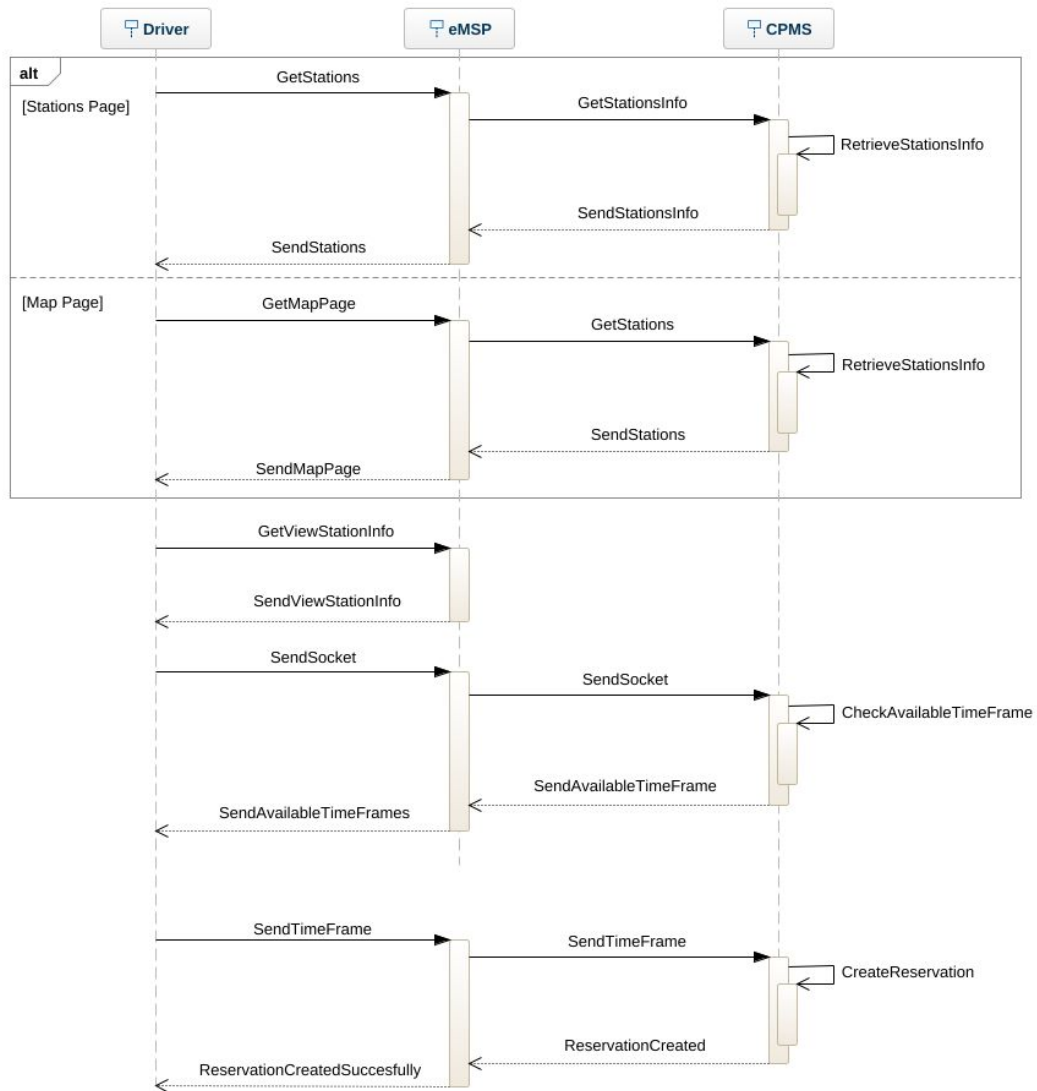 Driver
eMSP
CPMS
alt
GetStations
[Stations Page]
GetStationsInfo
RetrieveStationsInfo
SendStationsInfo
SendStations
[Map Page]
GetMapPage
GetStations
RetrieveStationsInfo
SendStations
SendMapPage
GetViewStationInfo
SendViewStationInfo
SendSocket
SendSocket
CheckAvailableTimeFrame
SendAvailableTimeFrame
SendAvailableTimeFrames
SendTimeFrame
SendTimeFrame
CreateReservation
ReservationCreated
ReservationCreatedSuccesfully